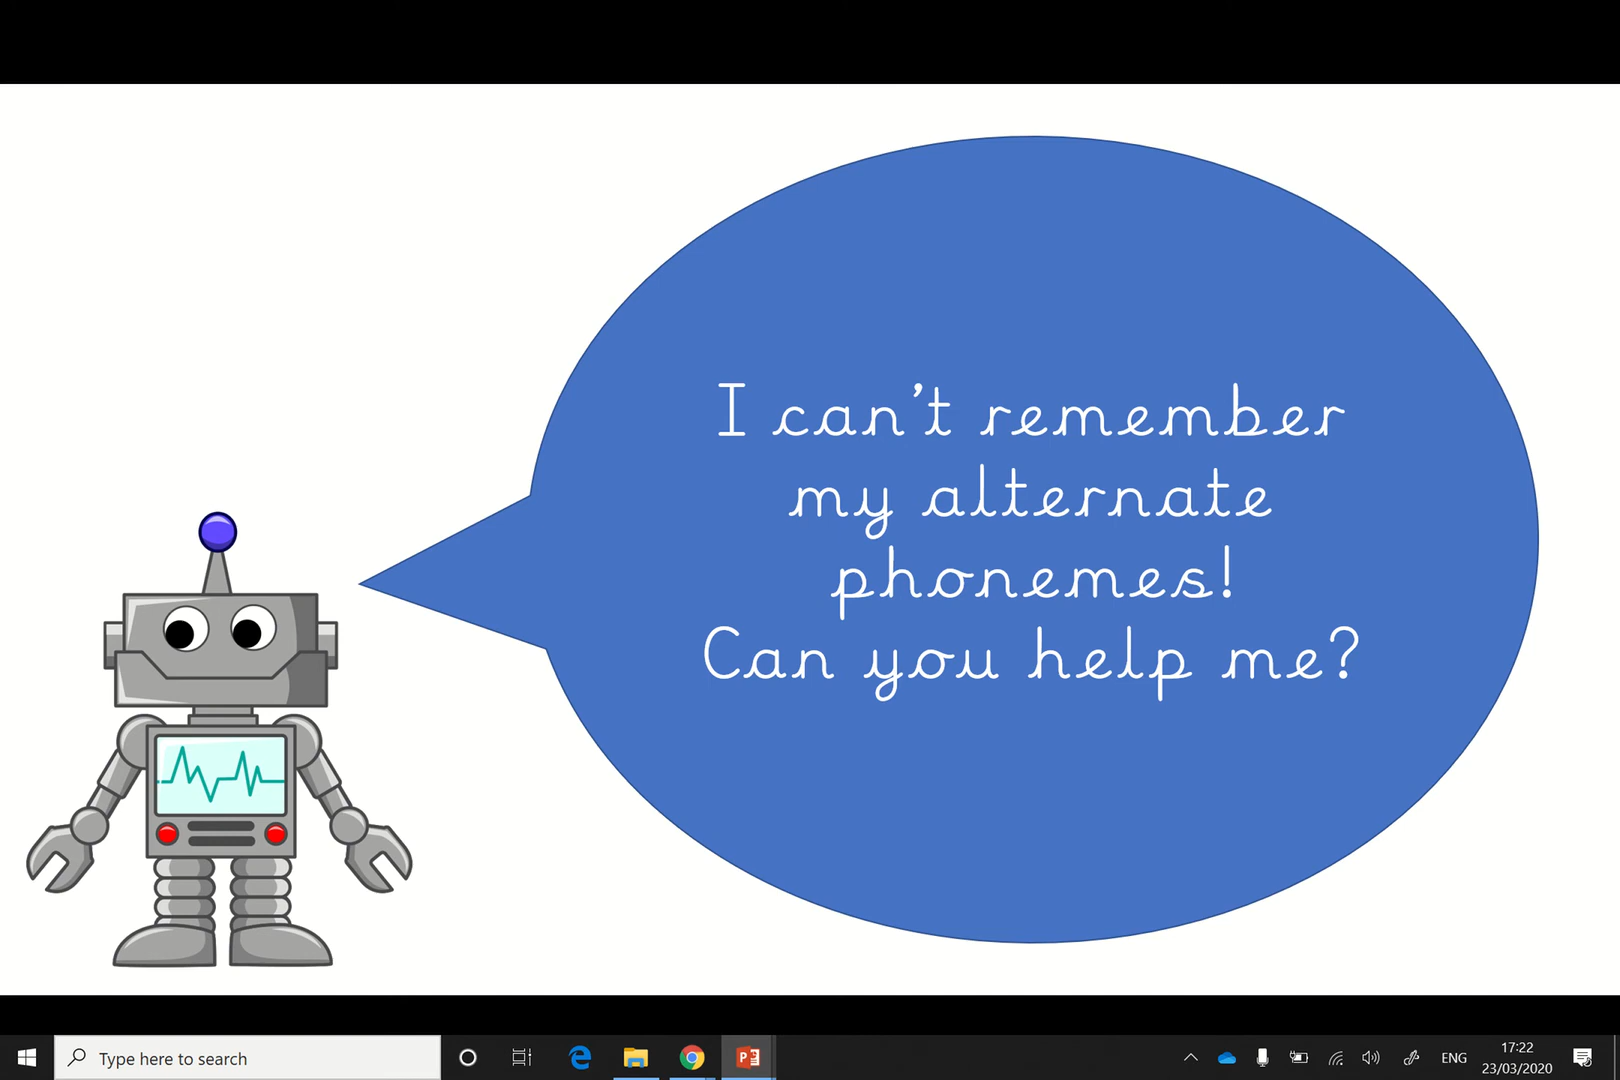 I can't remember
my alternate
phonemes!
Can you help me?
Type here to search
ENG
17:22
23/03/2020